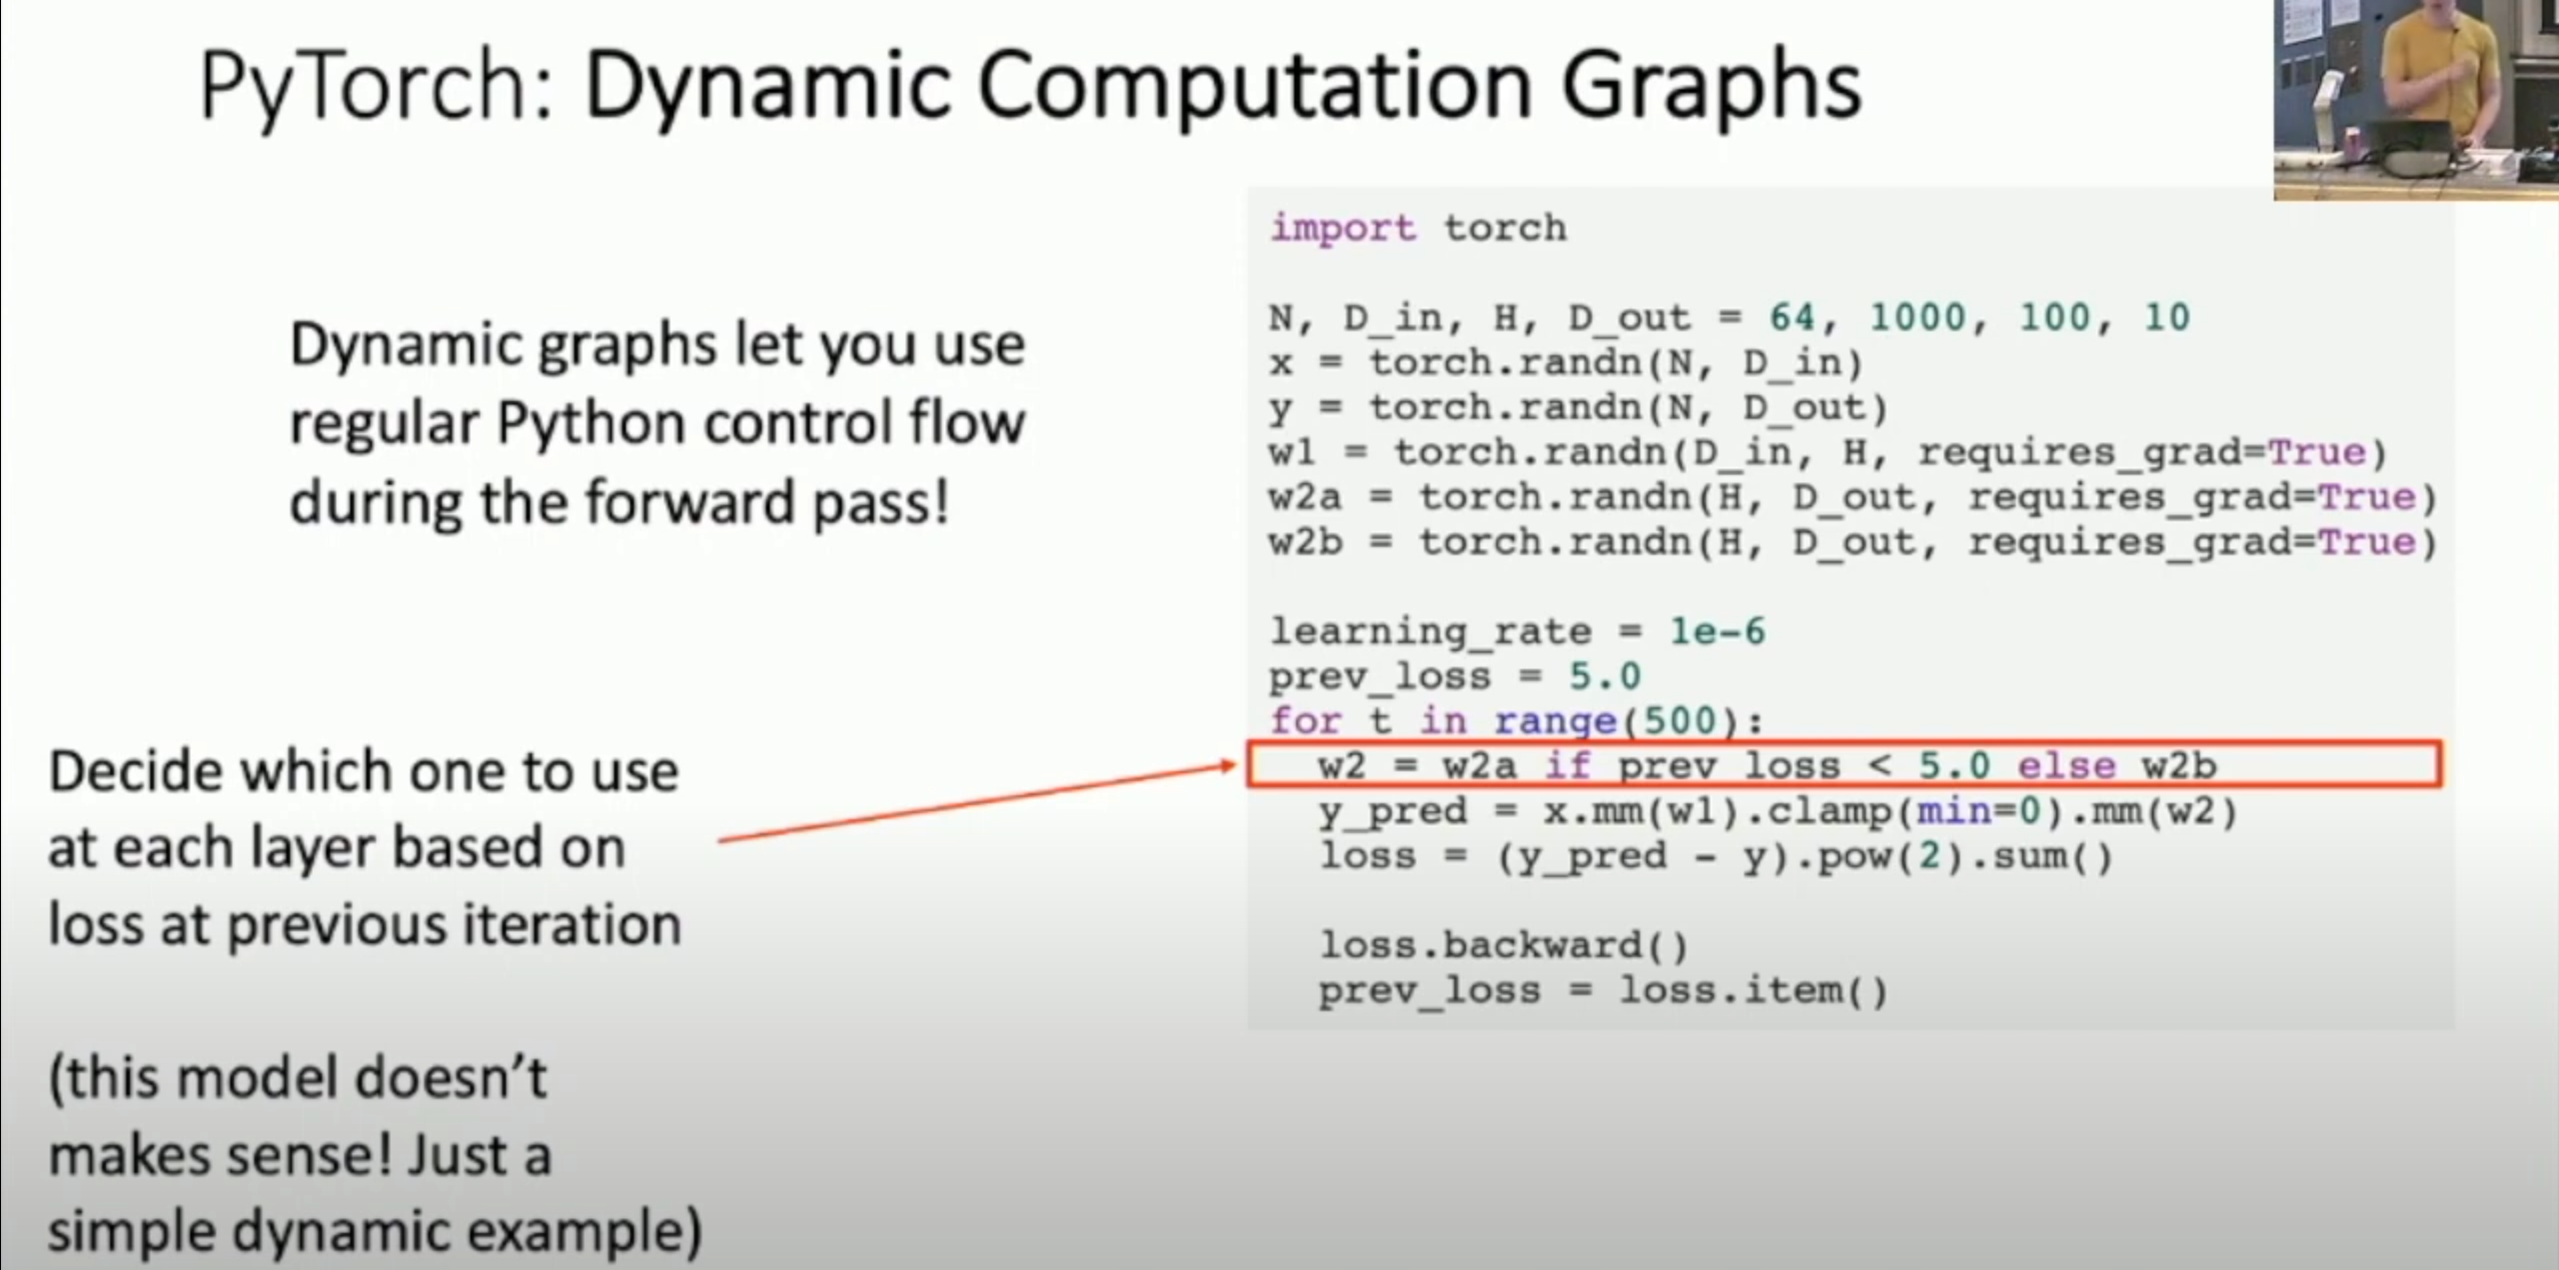 PyTorch: Dynamic Computation Graphs
Dynamic graphs let you use
regular Python control flow
during the forward pass!
Decide which one to use
at each layer based on
loss at previous iteration
(this model doesn't
makes sense! Just a
simple dynamic example)
import torch
N, D_in, H, D_out = 64, 1000, 100, 10
x = torch.randn(N, D_in)
y = torch.randn(N, D_out)
w1 = torch.randn(D_in, H, requires_grad=True)
w2a = torch.randn(H, D_out, requires_grad=True)
w2b = torch.randn(H, D_out, requires_grad=True)
learning_rate = 1e-6
prev_loss = 5.0
for t in range(500):
w2 = w2a if prev_loss < 5.0 else w2b
y_pred = x.mm(w1).clamp(min=0).mm(w2)
loss = (y_pred - y).pow(2).sum()
loss.backward()
prev_loss = loss.item()